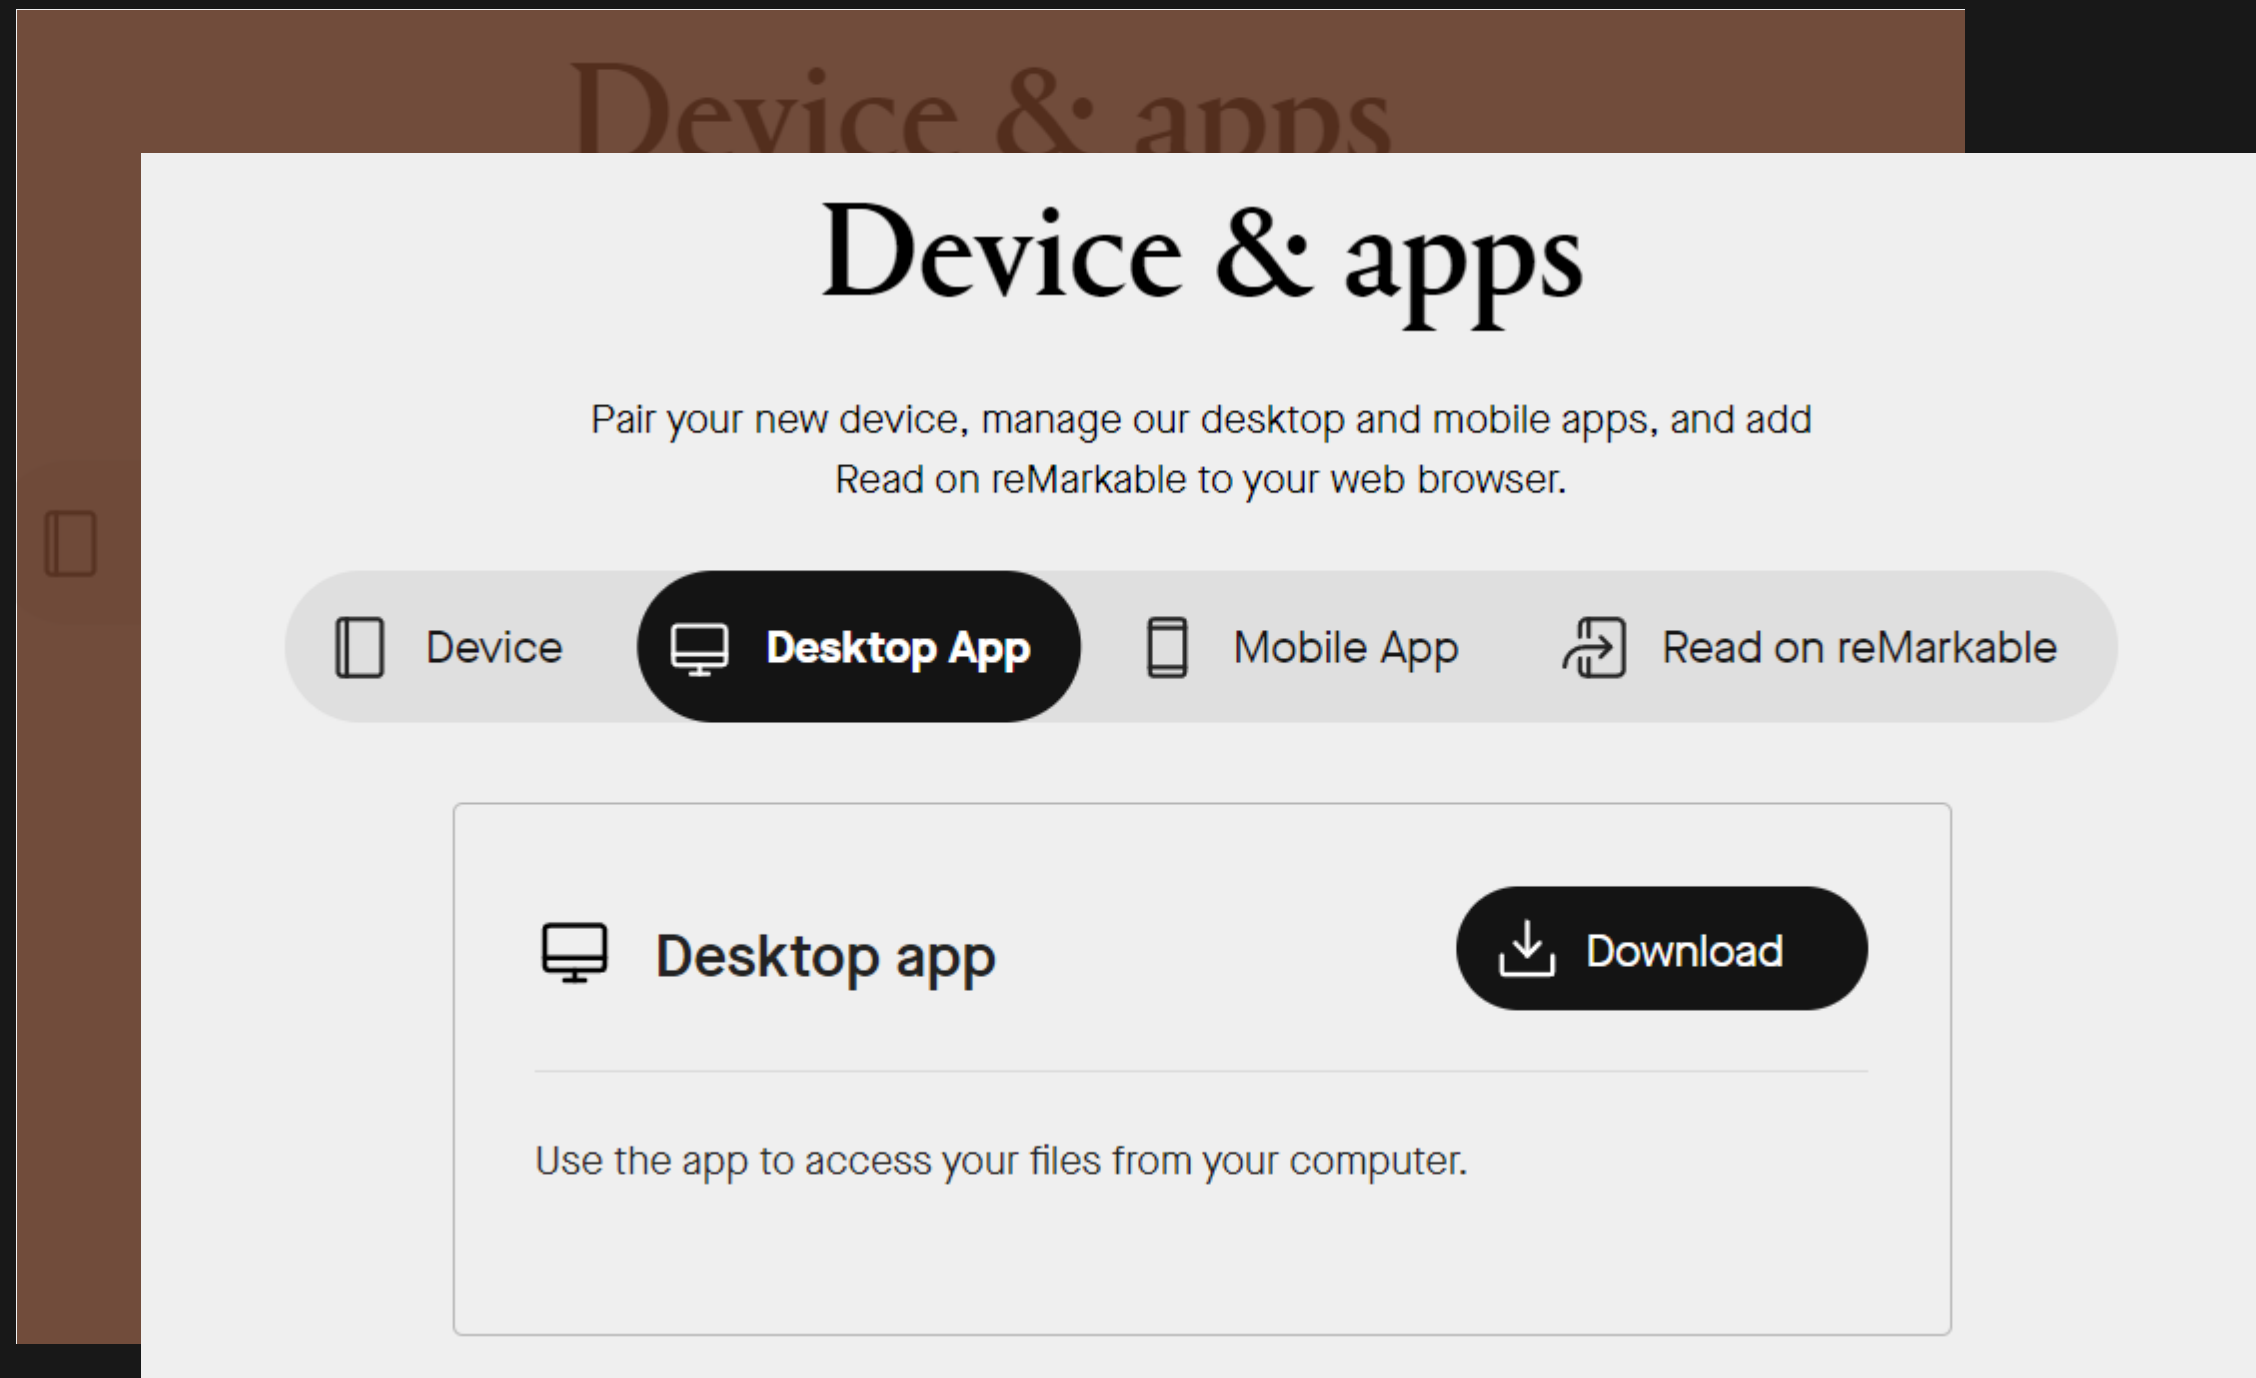 Device & apps
Device & apps
Pair your new device, manage our desktop and mobile apps, and add
Read on reMarkable to your web browser.
Device Desktop App Mobile App Read on reMarkable
Desktop app Download
Use the app to access your files from your computer.